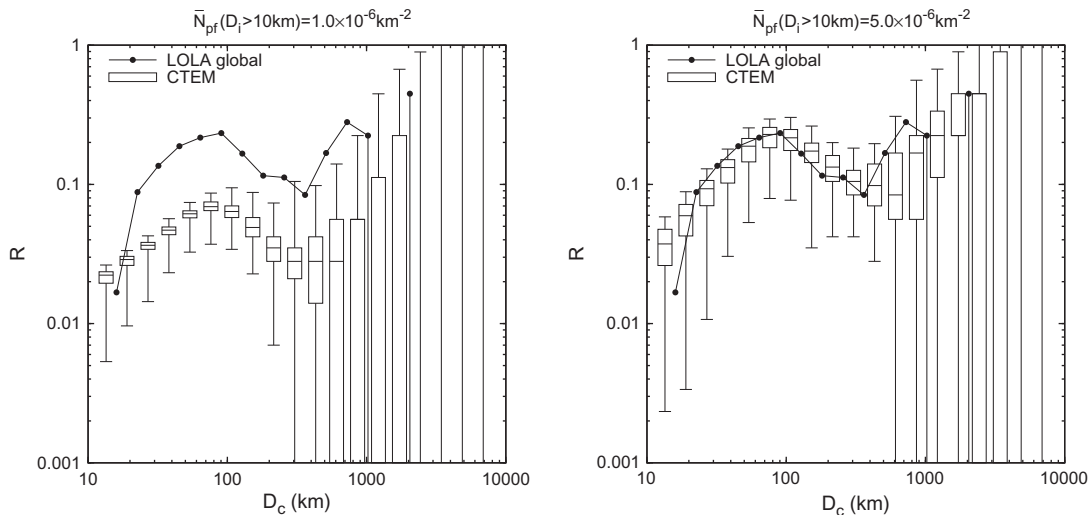 N̄pf(Di>10km)=1.0×10⁻⁶km⁻²
LOLA global
CTEM
1
0.1
0.01
0.001
R
10
100
1000
10000
Dc (km)
N̄pf(Di>10km)=5.0×10⁻⁶km⁻²
LOLA global
CTEM
1
0.1
0.01
0.001
R
10
100
1000
10000
Dc (km)